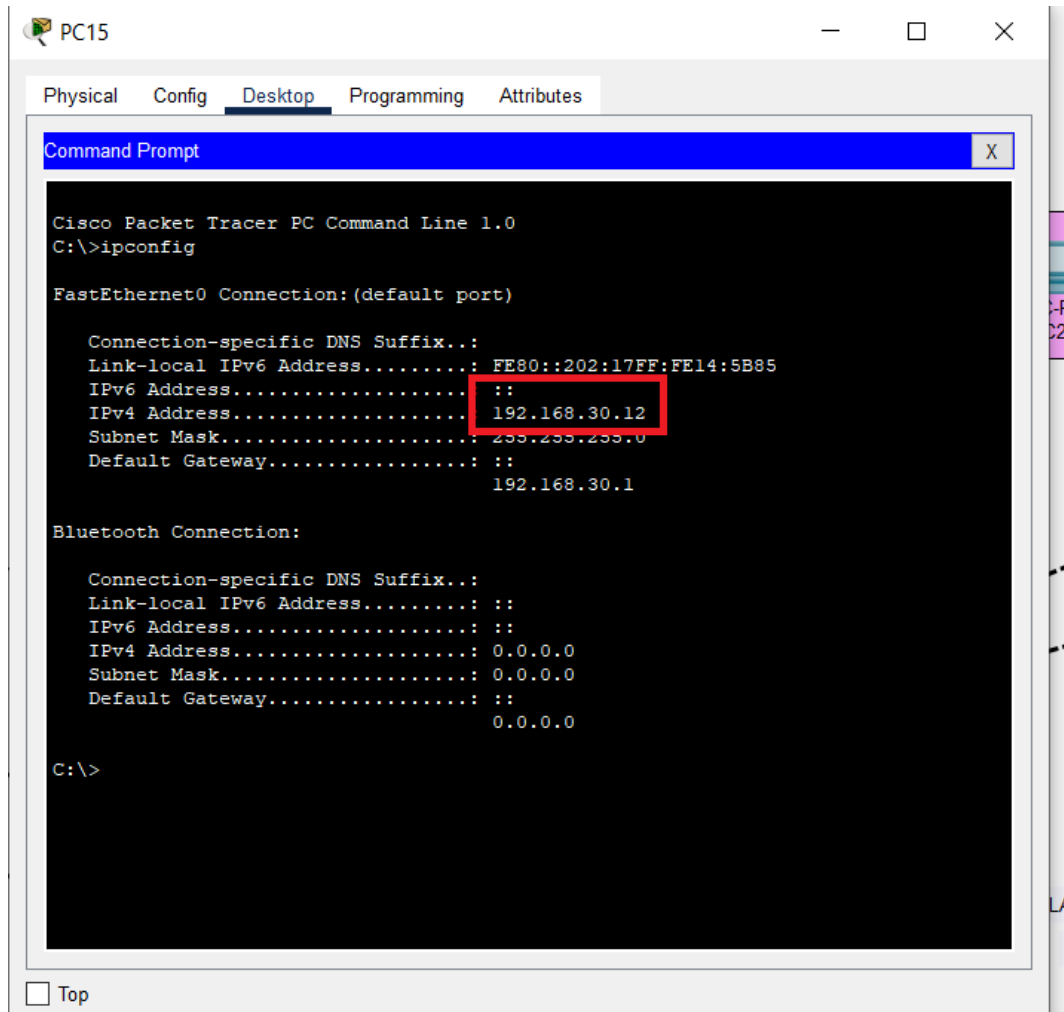 PC15
Physical Config Desktop Programming Attributes
Command Prompt
X
Cisco Packet Tracer PC Command Line 1.0
C:\>ipconfig
FastEthernet0 Connection:(default port)
Connection-specific DNS Suffix..:
Link-local IPv6 Address.........: FE80::202:17FF:FE14:5B85
IPv6 Address.................... ::
IPv4 Address.................... 192.168.30.12
Subnet Mask.....................: 255.255.255.0
Default Gateway.................: ::
192.168.30.1
Bluetooth Connection:
Connection-specific DNS Suffix..:
Link-local IPv6 Address.........: ::
IPv6 Address....................: ::
IPv4 Address....................: 0.0.0.0
Subnet Mask.....................: 0.0.0.0
Default Gateway.................: ::
0.0.0.0
C:\>
Top